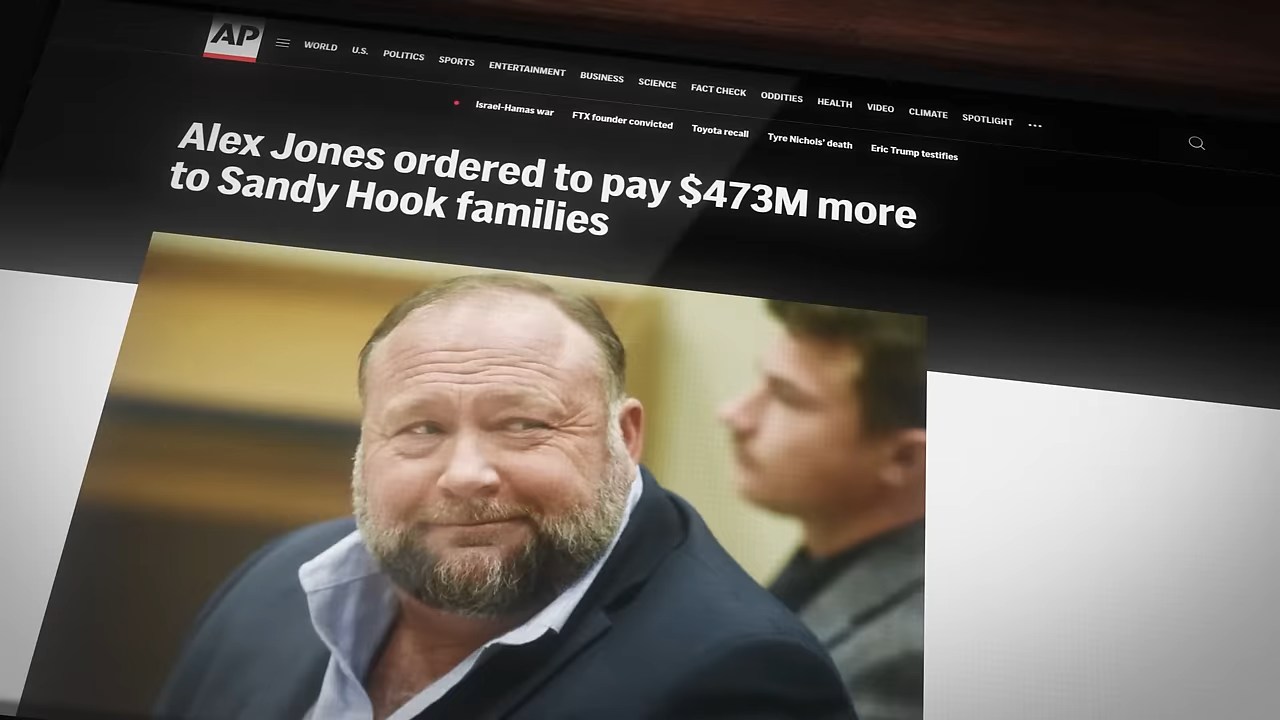 AP
WORLD U.S. POLITICS SPORTS ENTERTAINMENT BUSINESS SCIENCE FACT CHECK ODDITIES HEALTH VIDEO CLIMATE SPOTLIGHT ...
Israel-Hamas war FTX founder convicted Toyota recall Tyre Nichols' death Eric Trump testifies
Alex Jones ordered to pay $473M more
to Sandy Hook families